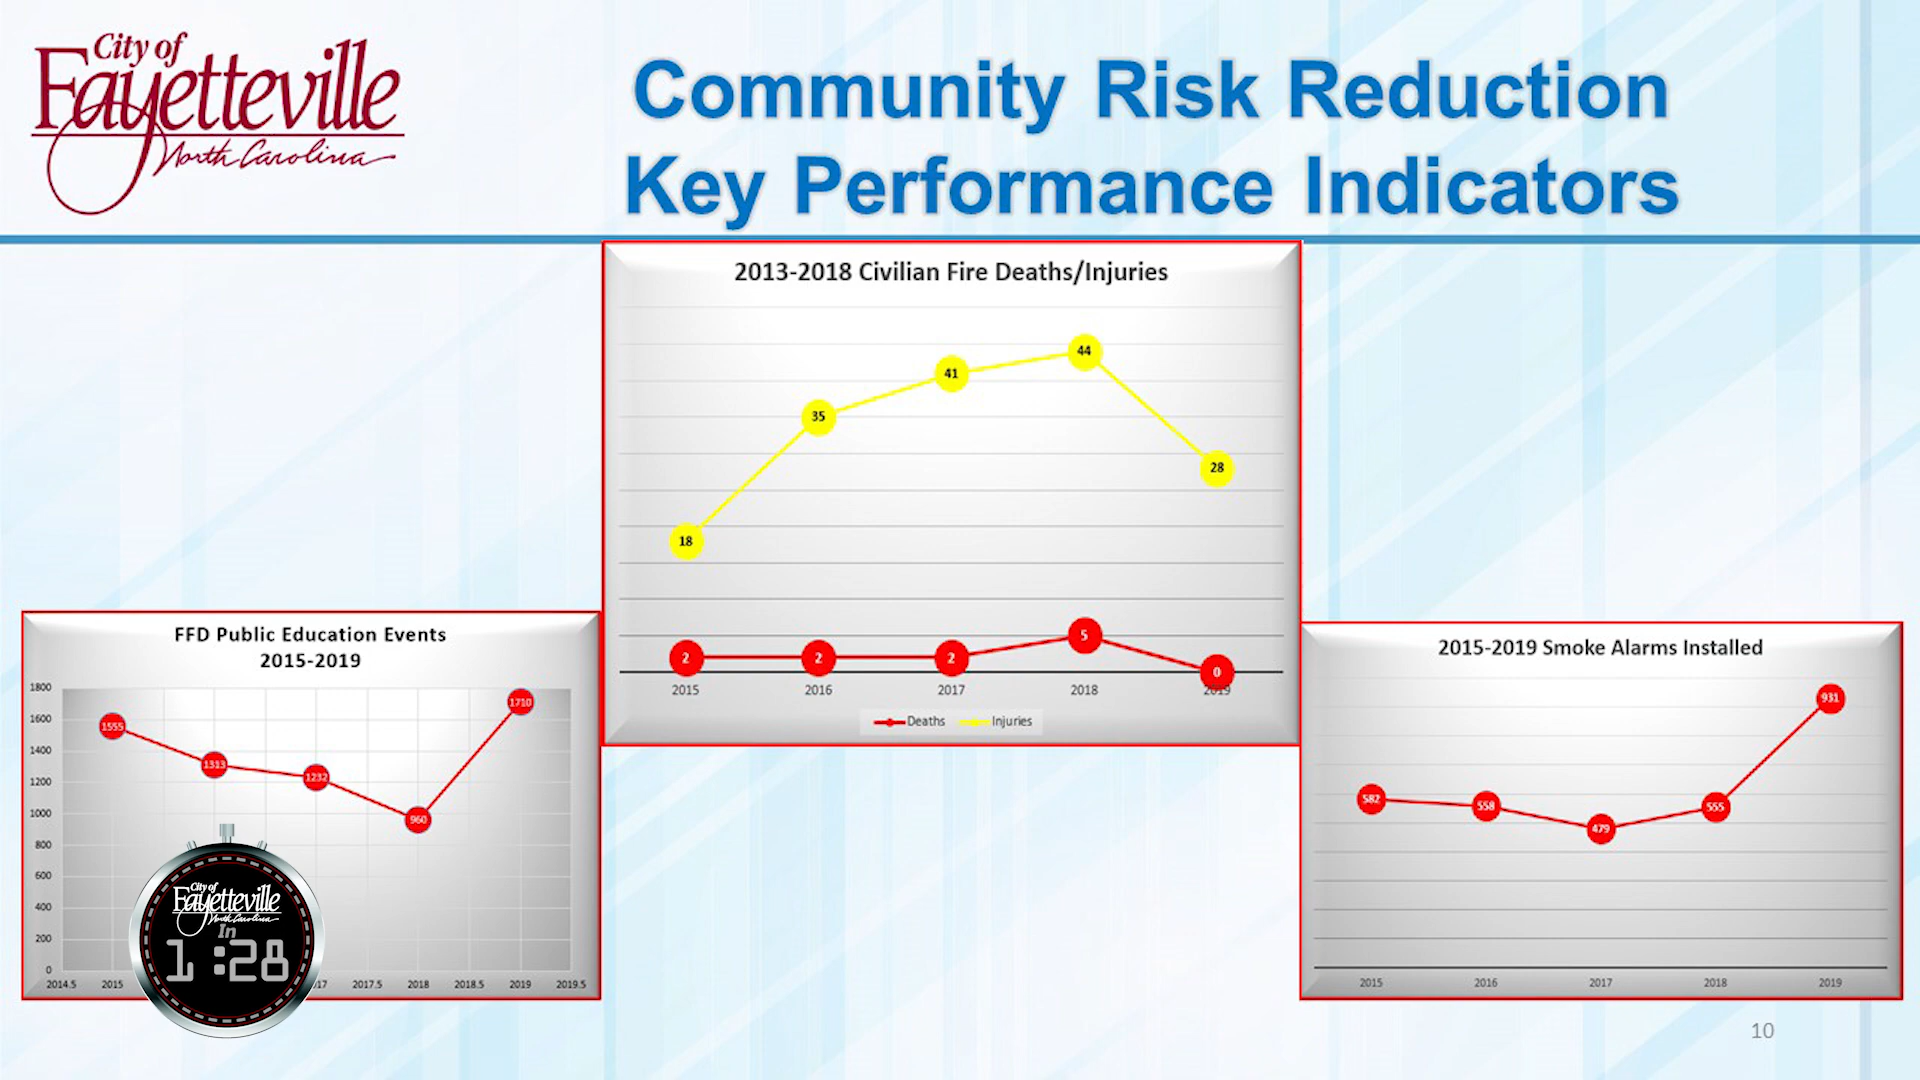 City of
Fayetteville
North Carolina
Community Risk Reduction
Key Performance Indicators
2013-2018 Civilian Fire Deaths/Injuries
44
41
35
28
18
5
2 2 2 0
2015 2016 2017 2018 2019
Deaths Injuries
FFD Public Education Events
2015-2019
1800
1600
1400
1200
1000
800
600
400
200
0
1555
1313
1232
960
1710
2014.5 2015 17 2017.5 2018 2018.5 2019 2019.5
City of
Fayetteville
North Carolina
In
1:28
2015-2019 Smoke Alarms Installed
931
582
558
479
555
2015 2016 2017 2018 2019
10